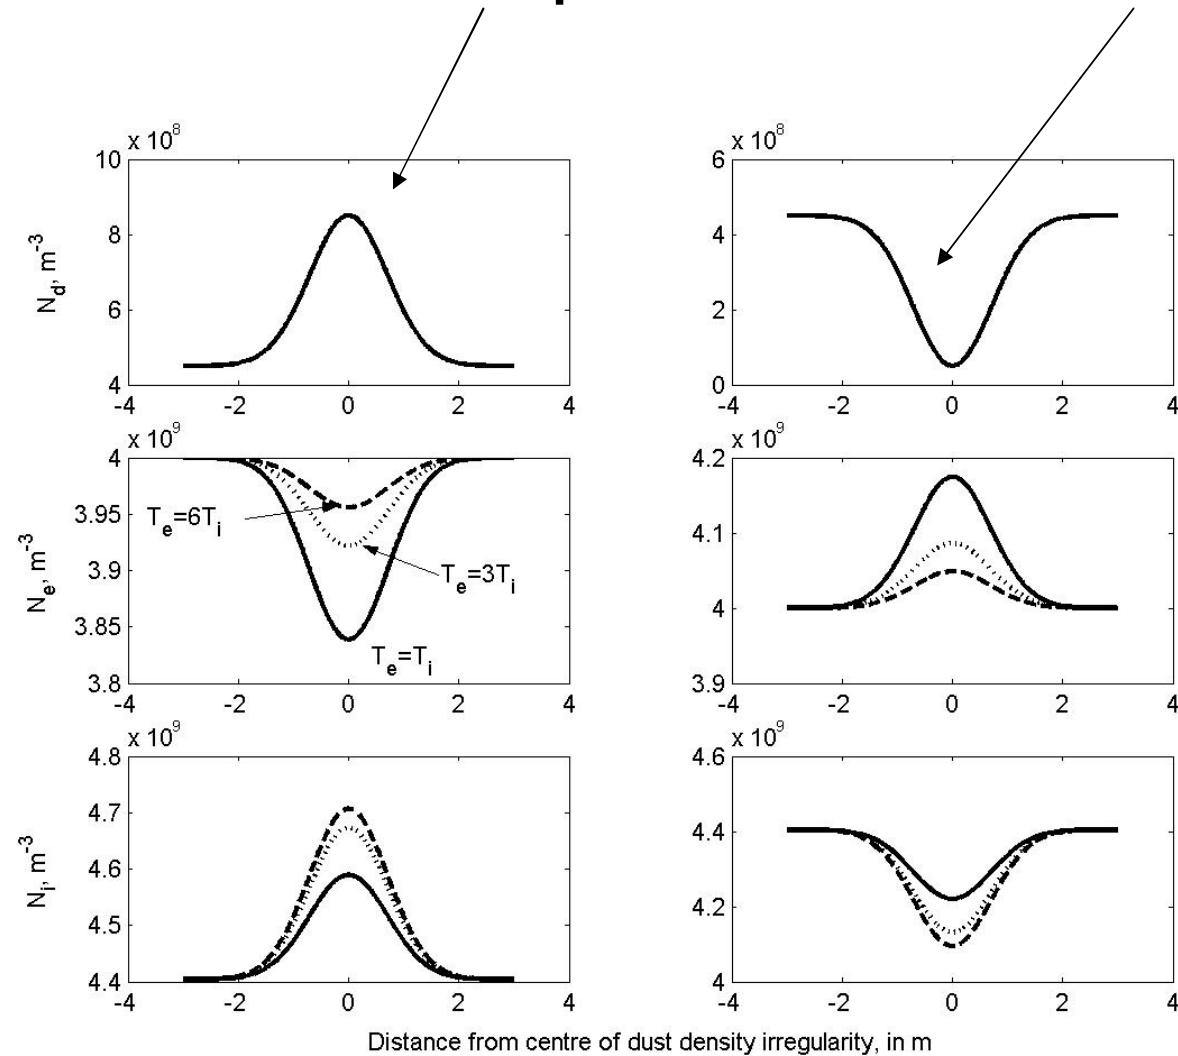 x 10^8
10
8
6
4
N_d, m^-3
-4 -2 0 2 4
x 10^8
6
4
2
0
-4 -2 0 2 4
x 10^9
4
3.95
3.9
3.85
3.8
N_e, m^-3
T_e=6T_i
T_e=3T_i
T_e=T_i
-4 -2 0 2 4
x 10^9
4.2
4.1
4
3.9
-4 -2 0 2 4
x 10^9
4.8
4.7
4.6
4.5
4.4
N_i, m^-3
-4 -2 0 2 4
x 10^9
4.6
4.4
4.2
4
-4 -2 0 2 4
Distance from centre of dust density irregularity, in m